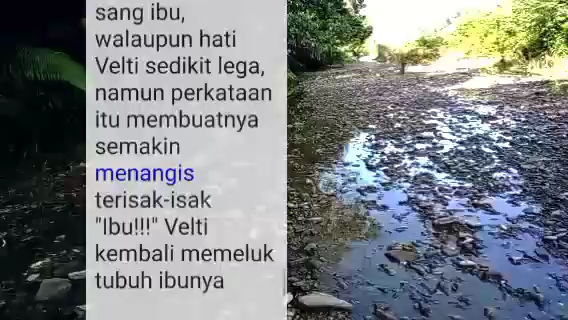 sang ibu,
walaupun hati
Velti sedikit lega,
namun perkataan
itu membuatnya
semakin
menangis
terisak-isak
"Ibu!!!" Velti
kembali memeluk
tubuh ibunya